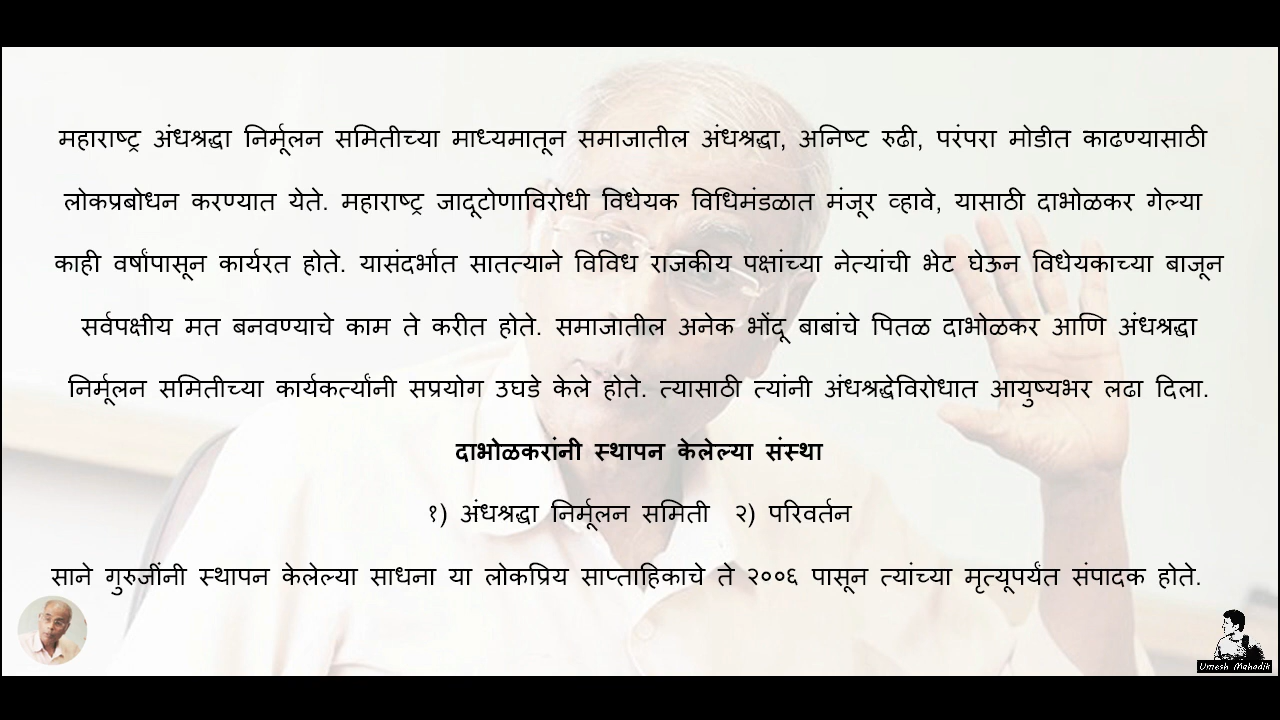 महाराष्ट्र अंधश्रद्धा निर्मूलन समितीच्या माध्यमातून समाजातील अंधश्रद्धा, अनिष्ट रुढी, परंपरा मोडीत काढण्यासाठी
लोकप्रबोधन करण्यात येते. महाराष्ट्र जादूटोणाविरोधी विधेयक विधिमंडळात मंजूर व्हावे, यासाठी दाभोळकर गेल्या
काही वर्षांपासून कार्यरत होते. यासंदर्भात सातत्याने विविध राजकीय पक्षांच्या नेत्यांची भेट घेऊन विधेयकाच्या बाजून
सर्वपक्षीय मत बनवण्याचे काम ते करीत होते. समाजातील अनेक भोंदू बाबांचे पितळ दाभोळकर आणि अंधश्रद्धा
निर्मूलन समितीच्या कार्यकर्त्यांनी सप्रयोग उघडे केले होते. त्यासाठी त्यांनी अंधश्रद्धेविरोधात आयुष्यभर लढा दिला.
दाभोळकरांनी स्थापन केलेल्या संस्था
१) अंधश्रद्धा निर्मूलन समिती २) परिवर्तन
साने गुरुजींनी स्थापन केलेल्या साधना या लोकप्रिय साप्ताहिकाचे ते २००६ पासून त्यांच्या मृत्यूपर्यंत संपादक होते.
Umesh Mahadik